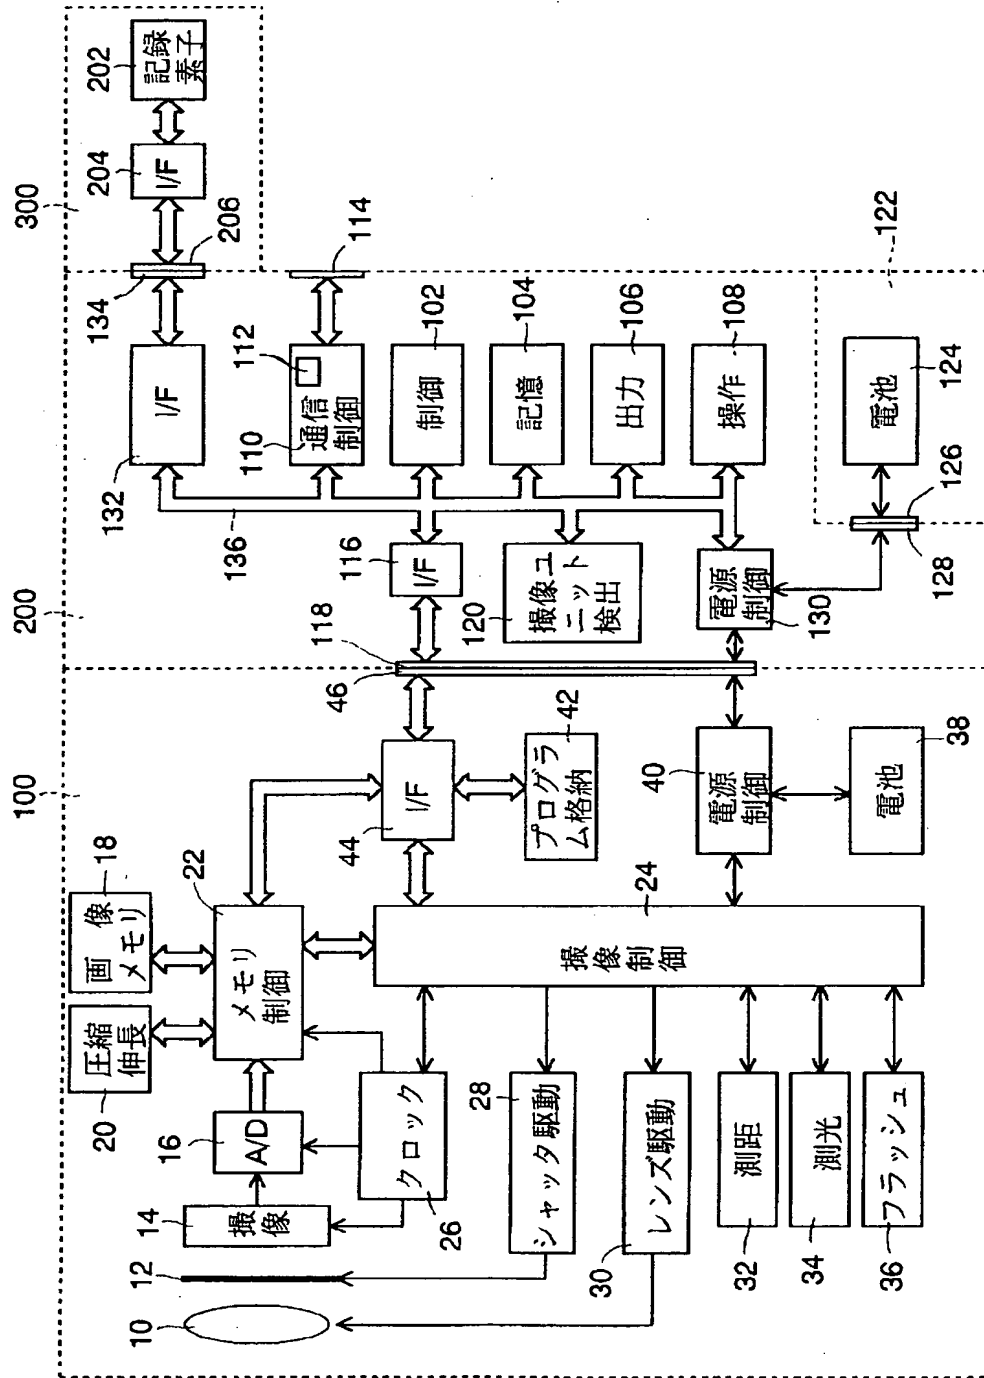 100
200
300
10
12
14
撮像
16
A/D
20
圧縮
伸長
18
画像
メモリ
22
メモリ
制御
26
クロック
28
シャッタ駆動
30
レンズ駆動
32
測距
34
測光
36
フラッシュ
24
撮像制御
44
I/F
42
プログラ
ム格納
40
電源
制御
38
電池
46
118
116
I/F
120
撮像ユ
ニット
検出
130
電源
制御
136
132
I/F
134
206
110
通信
制御
112
114
102
制御
104
記憶
106
出力
108
操作
122
124
電池
126
128
204
I/F
202
記録
素子